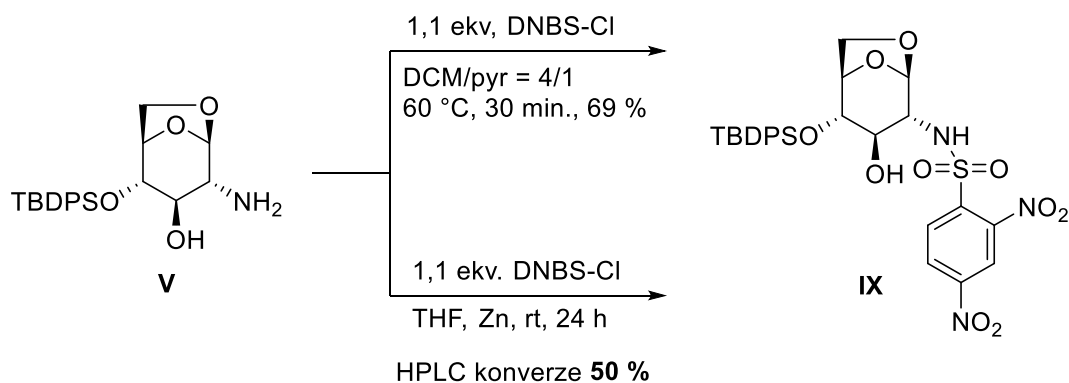 1,1 ekv, DNBS-Cl
DCM/pyr = 4/1
60 °C, 30 min., 69 %
O
O
TBDPSO
NH2
OH
V
1,1 ekv. DNBS-Cl
THF, Zn, rt, 24 h
HPLC konverze 50 %
O
O
TBDPSO
NH
OH
O=S=O
NO2
NO2
IX